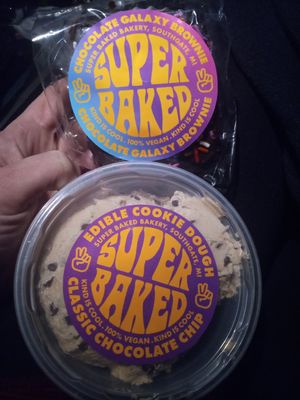 CHOCOLATE GALAXY BROWNIE
SUPER BAKED BAKERY, SOUTHGATE, MI
SUPER
BAKED
KIND IS COOL, 100% VEGAN, KIND IS COOL
CHOCOLATE GALAXY BROWNIE
EDIBLE COOKIE DOUGH
SUPER BAKED BAKERY, SOUTHGATE, MI
SUPER
BAKED
KIND IS COOL, 100% VEGAN, KIND IS COOL
CLASSIC CHOCOLATE CHIP